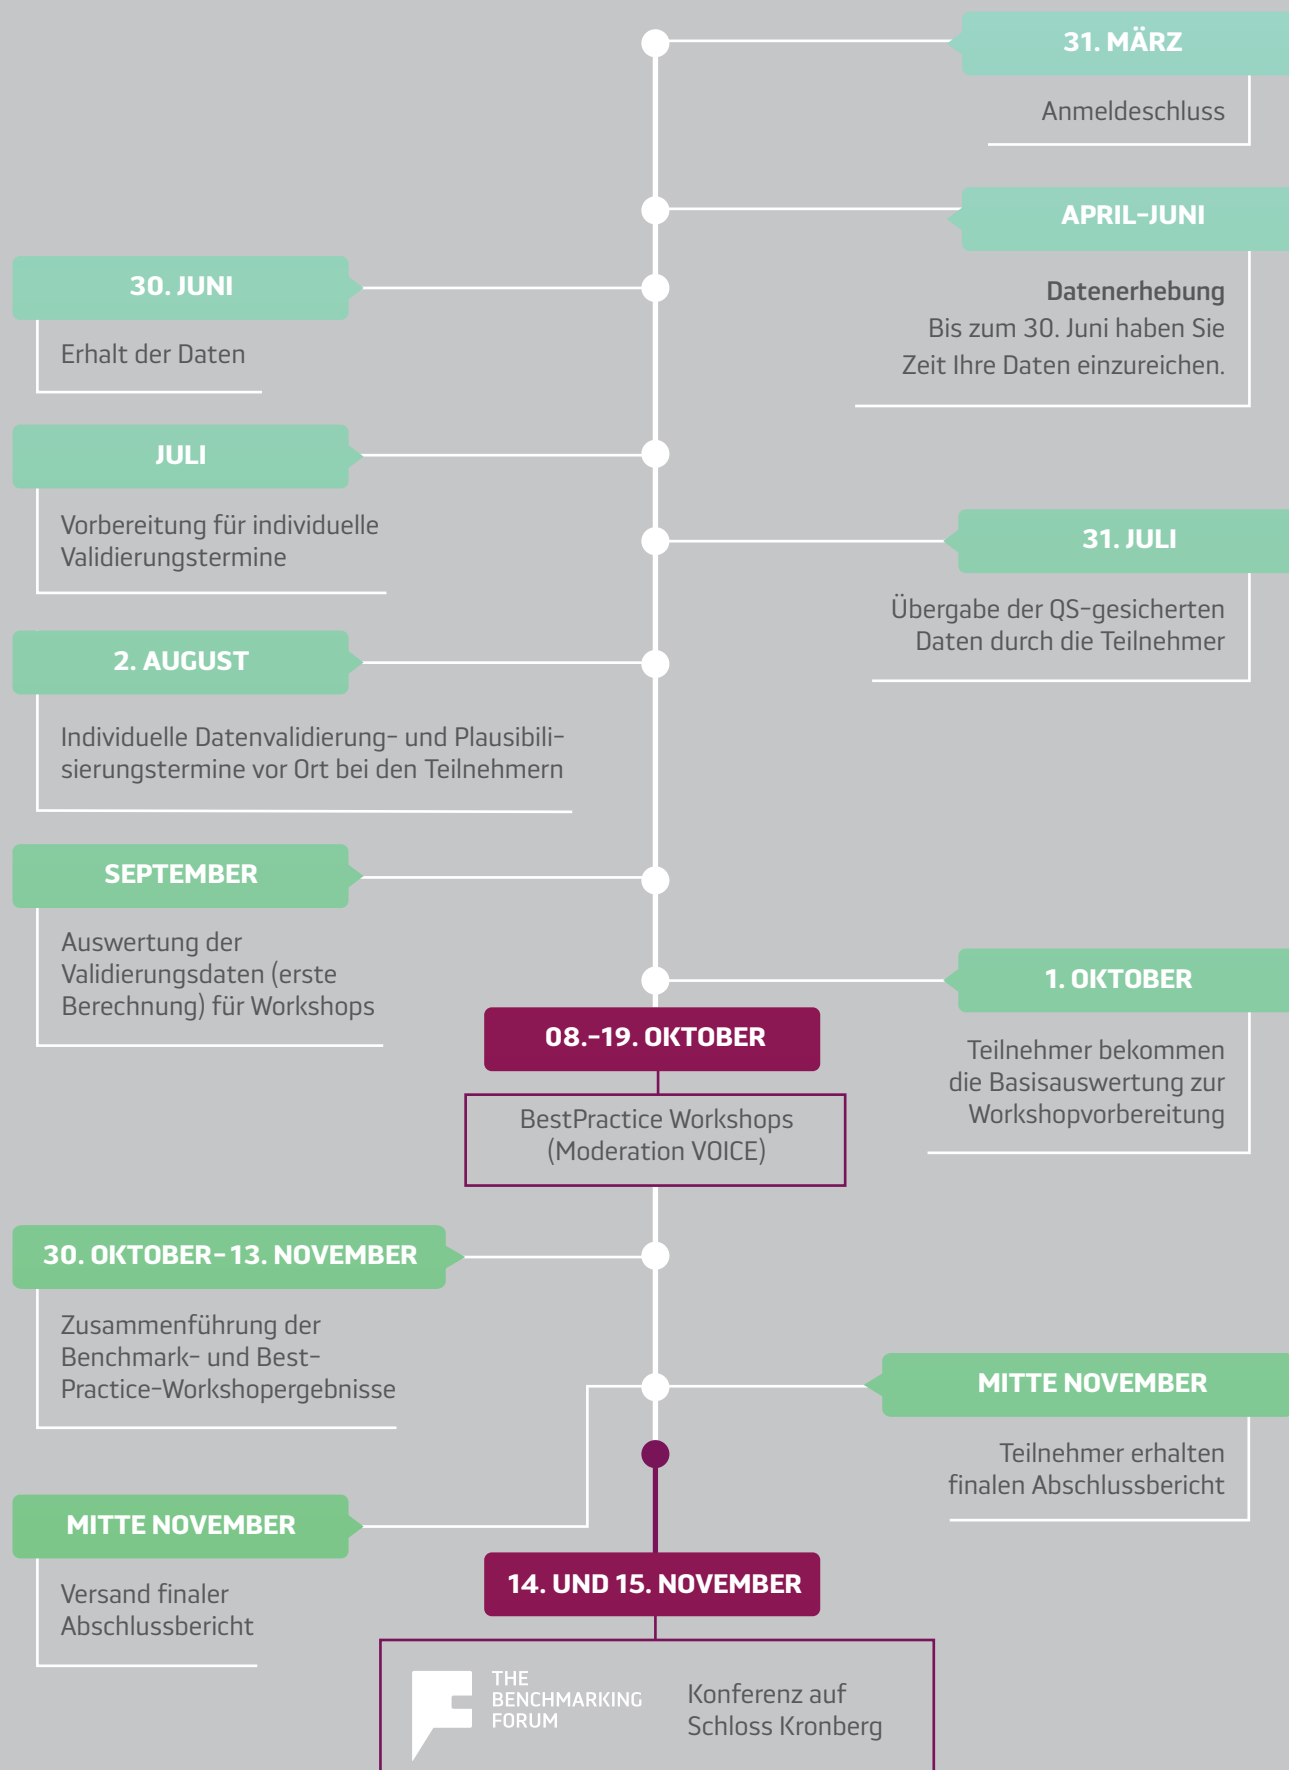 31. MÄRZ
Anmeldeschluss
APRIL-JUNI
Datenerhebung
Bis zum 30. Juni haben Sie
Zeit Ihre Daten einzureichen.
30. JUNI
Erhalt der Daten
JULI
Vorbereitung für individuelle
Validierungstermine
31. JULI
Übergabe der QS-gesicherten
Daten durch die Teilnehmer
2. AUGUST
Individuelle Datenvalidierung- und Plausibili-
sierungstermine vor Ort bei den Teilnehmern
SEPTEMBER
Auswertung der
Validierungsdaten (erste
Berechnung) für Workshops
1. OKTOBER
Teilnehmer bekommen
die Basisauswertung zur
Workshopvorbereitung
08.-19. OKTOBER
BestPractice Workshops
(Moderation VOICE)
30. OKTOBER- 13. NOVEMBER
Zusammenführung der
Benchmark- und Best-
Practice-Workshopergebnisse
MITTE NOVEMBER
Teilnehmer erhalten
finalen Abschlussbericht
MITTE NOVEMBER
Versand finaler
Abschlussbericht
14. UND 15. NOVEMBER
THE
BENCHMARKING
FORUM
Konferenz auf
Schloss Kronberg